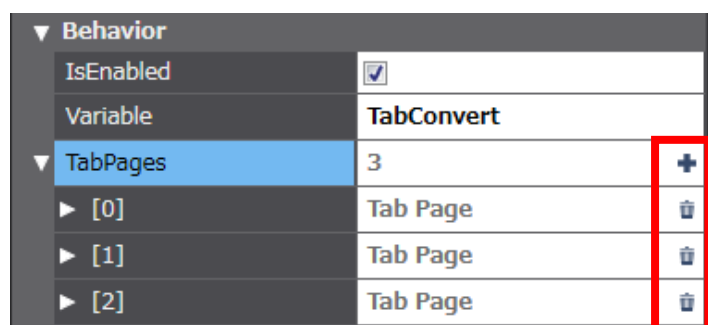 Behavior
IsEnabled
Variable TabConvert
TabPages 3
[0] Tab Page
[1] Tab Page
[2] Tab Page